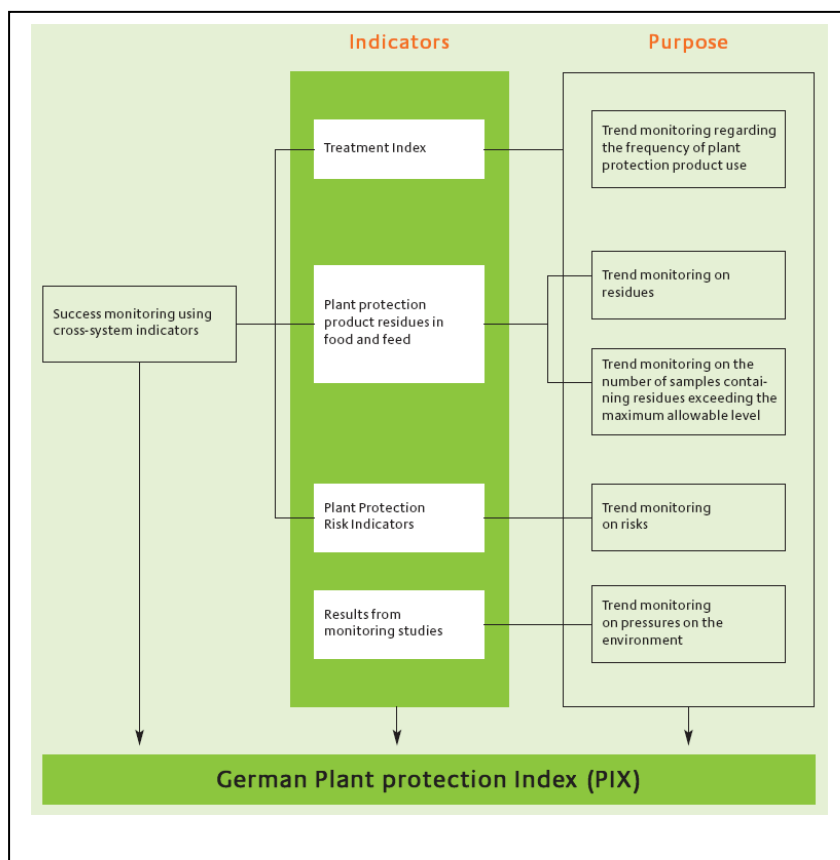 Indicators
Purpose
Treatment Index
Trend monitoring regarding
the frequency of plant
protection product use
Success monitoring using
cross-system indicators
Plant protection
product residues in
food and feed
Trend monitoring on
residues
Trend monitoring on the
number of samples contai-
ning residues exceeding the
maximum allowable level
Plant Protection
Risk Indicators
Trend monitoring
on risks
Results from
monitoring studies
Trend monitoring
on pressures on the
environment
German Plant protection Index (PIX)